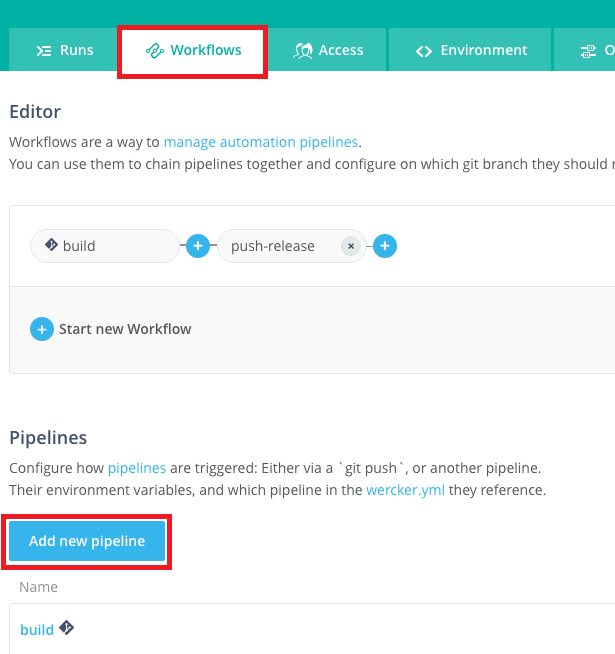 Runs
Workflows
Access
Environment
O
Editor
Workflows are a way to manage automation pipelines.
You can use them to chain pipelines together and configure on which git branch they should r
build
push-release
Start new Workflow
Pipelines
Configure how pipelines are triggered: Either via a `git push`, or another pipeline.
Their environment variables, and which pipeline in the wercker.yml they reference.
Add new pipeline
Name
build